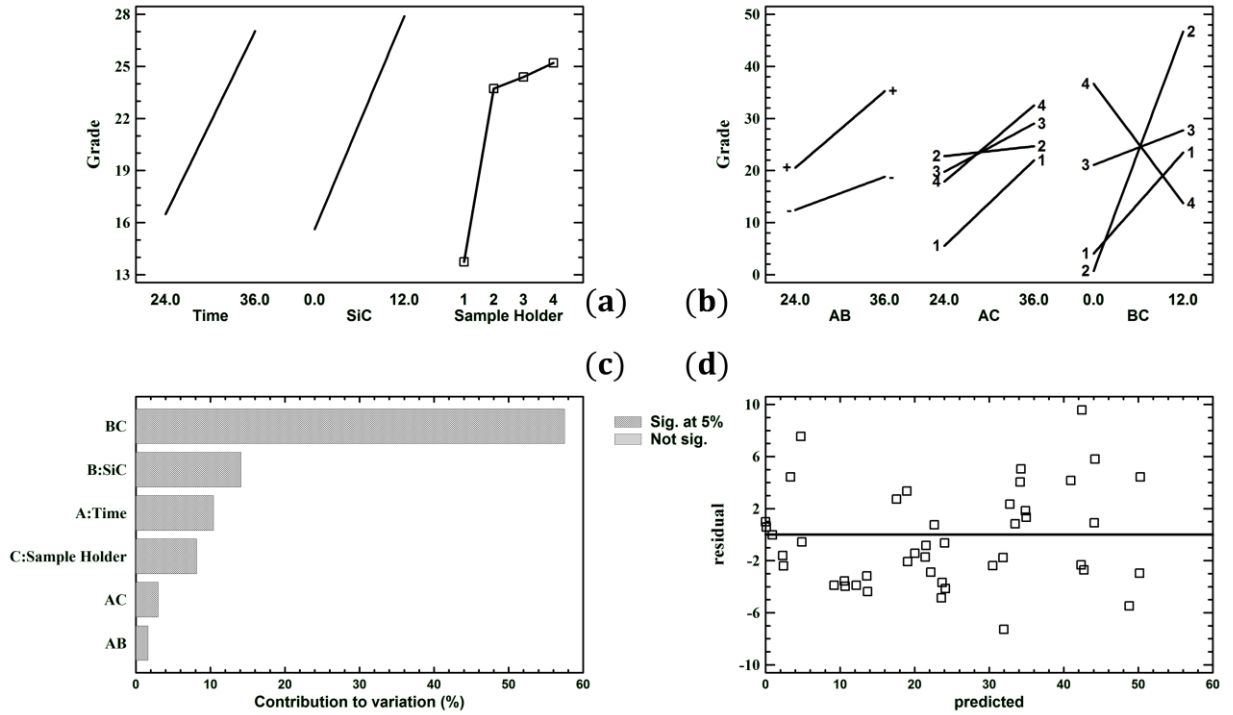 28
25
22
19
16
13
Grade
24.0 36.0 0.0 12.0 1 2 3 4
Time SiC Sample Holder
(a)
60
50
40
30
20
10
0
Grade
+ + - -
2 3 4 1 4 3 2 1
4 3 1 2 2 3 1 4
24.0 36.0 24.0 36.0 0.0 12.0
AB AC BC
(b)
(c)
BC
B:SiC
A:Time
C:Sample Holder
AC
AB
0 10 20 30 40 50 60
Contribution to variation (%)
Sig. at 5%
Not sig.
(d)
10
6
2
-2
-6
-10
residual
0 10 20 30 40 50 60
predicted